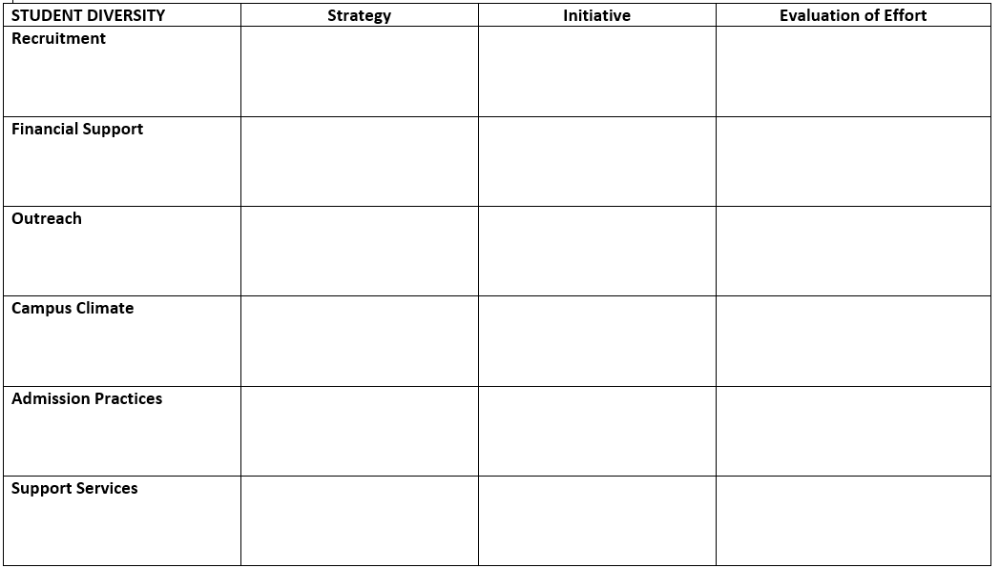 STUDENT DIVERSITY Strategy Initiative Evaluation of Effort
Recruitment
Financial Support
Outreach
Campus Climate
Admission Practices
Support Services